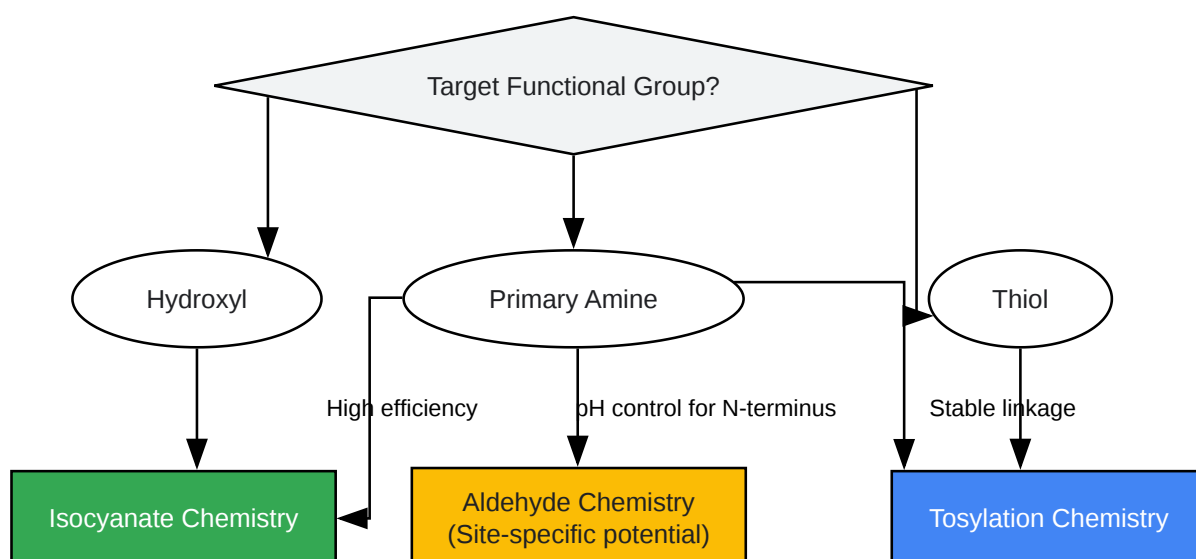 Target Functional Group?
Hydroxyl
Primary Amine
Thiol
High efficiency
pH control for N-terminus
Stable linkage
Isocyanate Chemistry
Aldehyde Chemistry
(Site-specific potential)
Tosylation Chemistry